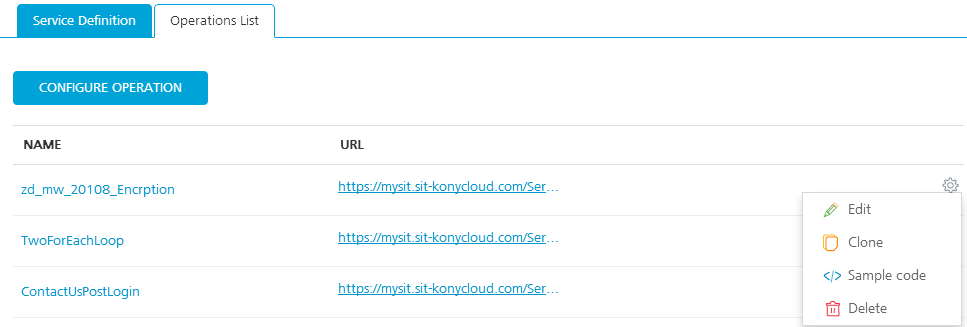 Service Definition
Operations List
CONFIGURE OPERATION
NAME URL
zd_mw_20108_Encrption https://mysit.sit-konycloud.com/Ser...
Edit
TwoForEachLoop https://mysit.sit-konycloud.com/Ser...
Clone
Sample code
ContactUsPostLogin https://mysit.sit-konycloud.com/Ser...
Delete